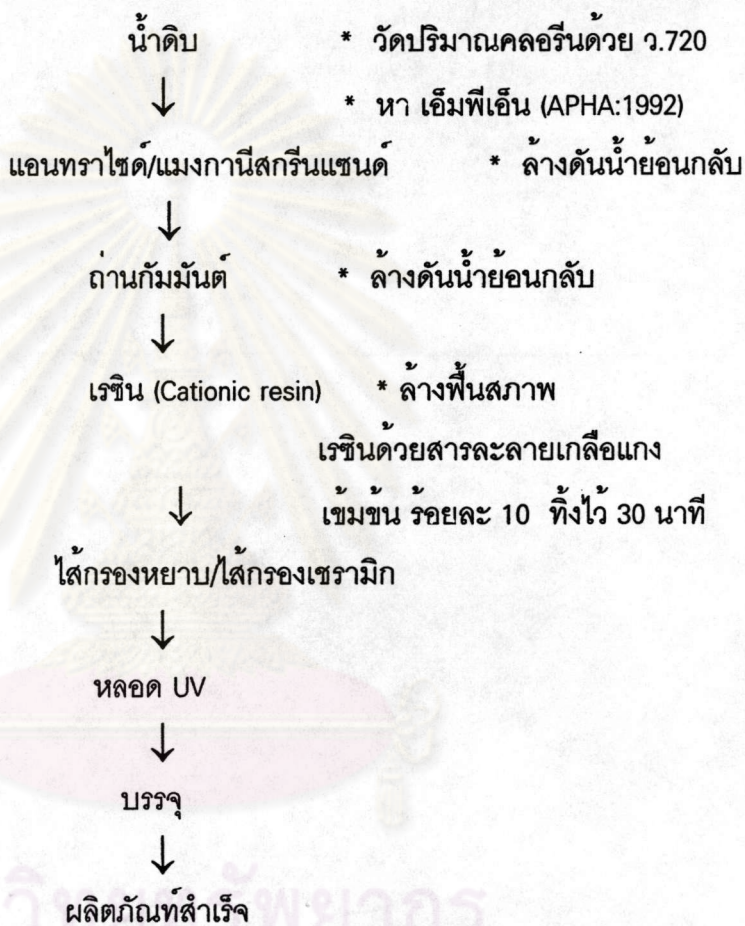 น้ำดิบ * วัดปริมาณคลอรีนด้วย ว.720
↓ * หา เอ็มพีเอ็น (APHA:1992)
แอนทราไซด์/แมงกานีสกรีนแซนด์ * ล้างดันน้ำย้อนกลับ
↓
ถ่านกัมมันต์ * ล้างดันน้ำย้อนกลับ
↓
เรซิน (Cationic resin) * ล้างฟื้นสภาพ
เรซินด้วยสารละลายเกลือแกง
↓ เข้มข้น ร้อยละ 10 ทิ้งไว้ 30 นาที
ไส้กรองหยาบ/ไส้กรองเซรามิก
↓
หลอด UV
↓
บรรจุ
↓
ผลิตภัณฑ์สำเร็จ